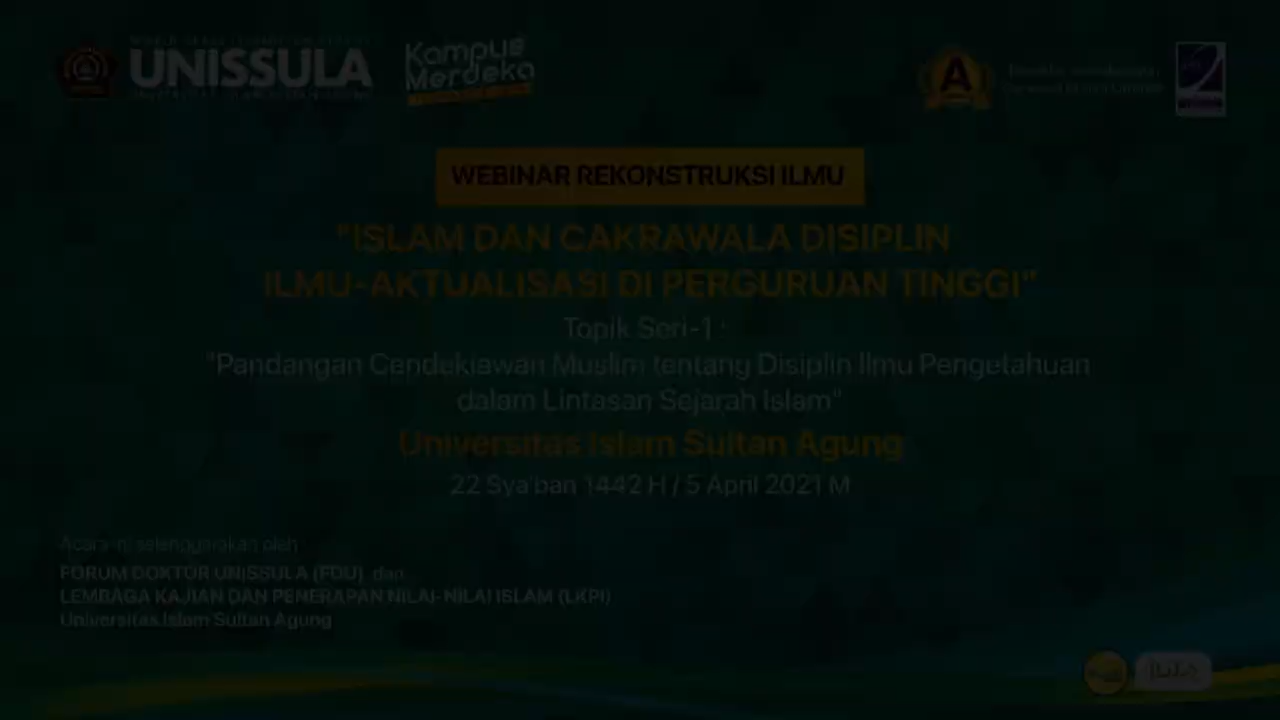 UNISSULA
Kampus
Merdeka
A
WEBINAR REKONSTRUKSI ILMU
"ISLAM DAN CAKRAWALA DISIPLIN
ILMU-AKTUALISASI DI PERGURUAN TINGGI"
Topik Seri-1 :
"Pandangan Cendekiawan Muslim tentang Disiplin Ilmu Pengetahuan
dalam Lintasan Sejarah Islam"
Universitas Islam Sultan Agung
22 Sya'ban 1442 H / 5 April 2021 M
Acara ini selenggarakan oleh :
FORUM DOKTOR UNISSULA (FDU) dan
LEMBAGA KAJIAN DAN PENERAPAN NILAI-NILAI ISLAM (LKPI)
Universitas Islam Sultan Agung